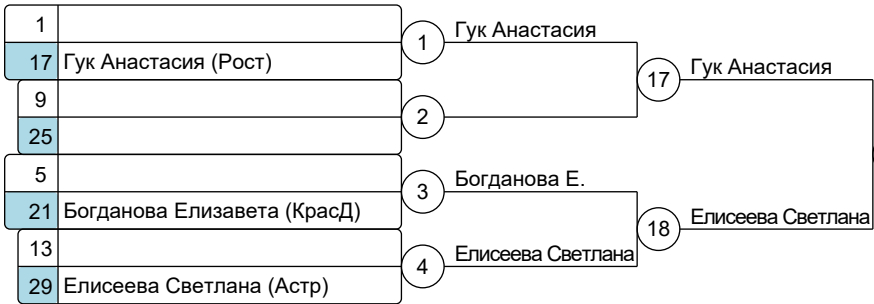 1
17 Гук Анастасия (Рост)
9
25
5
21 Богданова Елизавета (КрасД)
13
29 Елисеева Светлана (Астр)
1 Гук Анастасия
2
3 Богданова Е.
4 Елисеева Светлана
17 Гук Анастасия
18 Елисеева Светлана